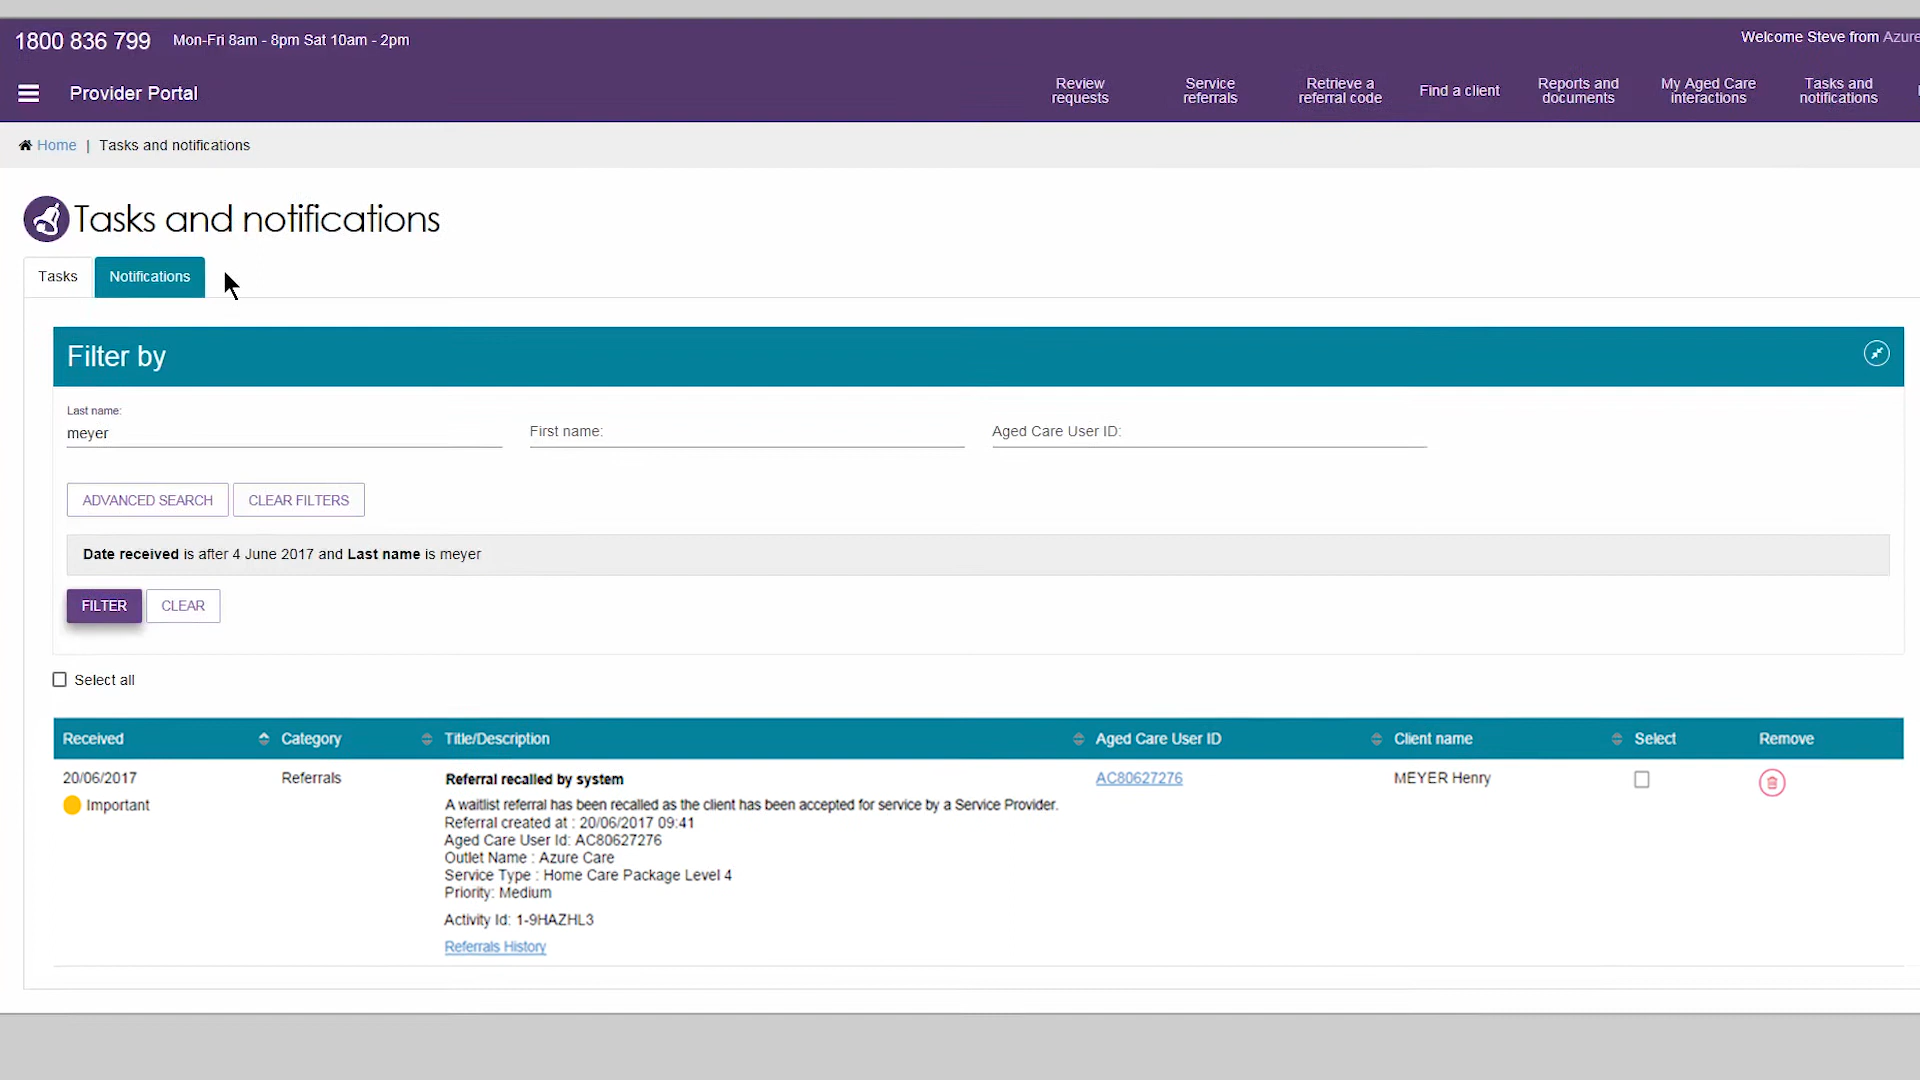 1800 836 799 Mon-Fri 8am - 8pm Sat 10am - 2pm
Welcome Steve from Azure
Provider Portal
Review requests
Service referrals
Retrieve a referral code
Find a client
Reports and documents
My Aged Care interactions
Tasks and notifications
Home | Tasks and notifications
Tasks and notifications
Tasks
Notifications
Filter by
Last name:
meyer
First name:
Aged Care User ID:
ADVANCED SEARCH
CLEAR FILTERS
Date received is after 4 June 2017 and Last name is meyer
FILTER
CLEAR
Select all
Received Category Title/Description Aged Care User ID Client name Select Remove
20/06/2017 Referrals Referral recalled by system AC80627276 MEYER Henry
Important
A waitlist referral has been recalled as the client has been accepted for service by a Service Provider.
Referral created at : 20/06/2017 09:41
Aged Care User Id: AC80627276
Outlet Name : Azure Care
Service Type : Home Care Package Level 4
Priority: Medium
Activity Id: 1-9HAZHL3
Referrals History